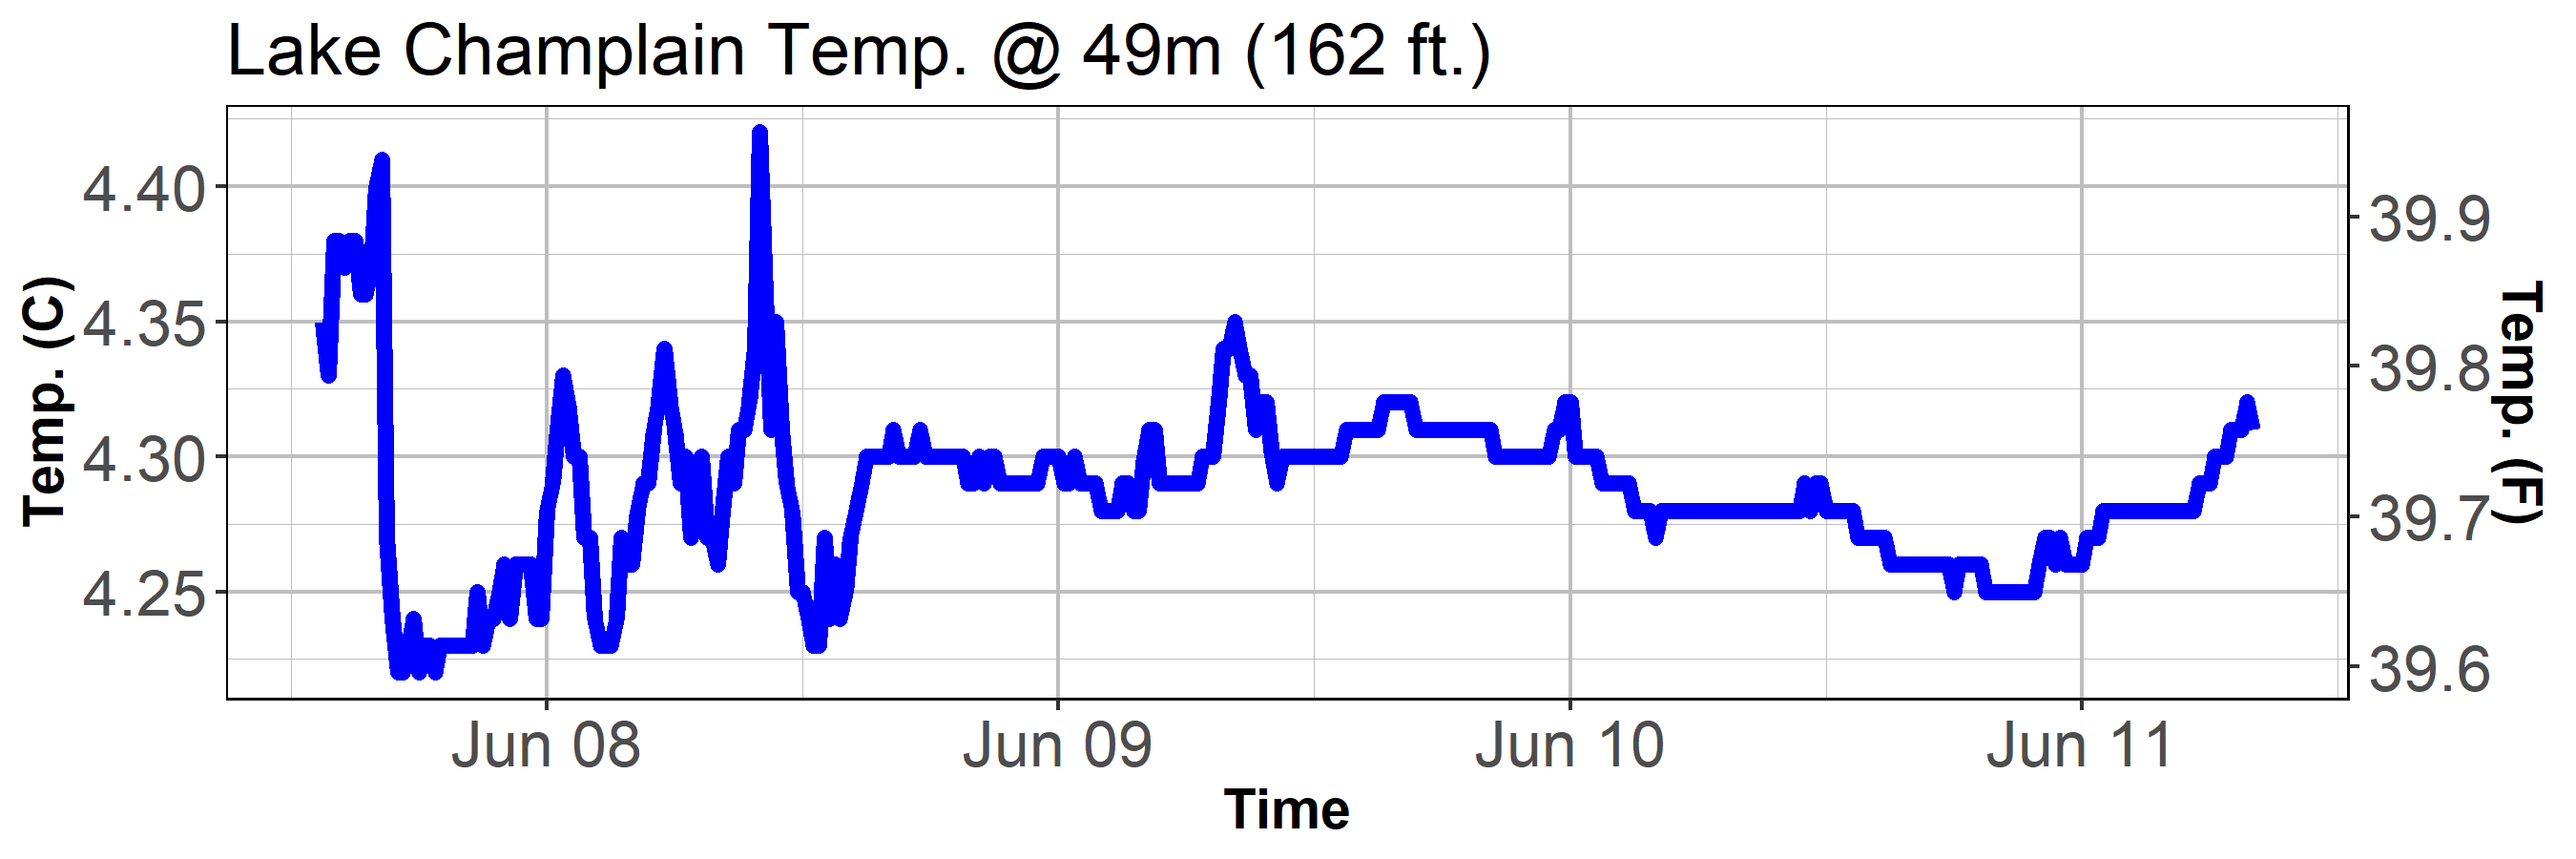 Lake Champlain Temp. @ 49m (162 ft.)
Temp. (C)
4.40
4.35
4.30
4.25
39.9
39.8
39.7
39.6
Temp. (F)
Jun 08 Jun 09 Jun 10 Jun 11
Time